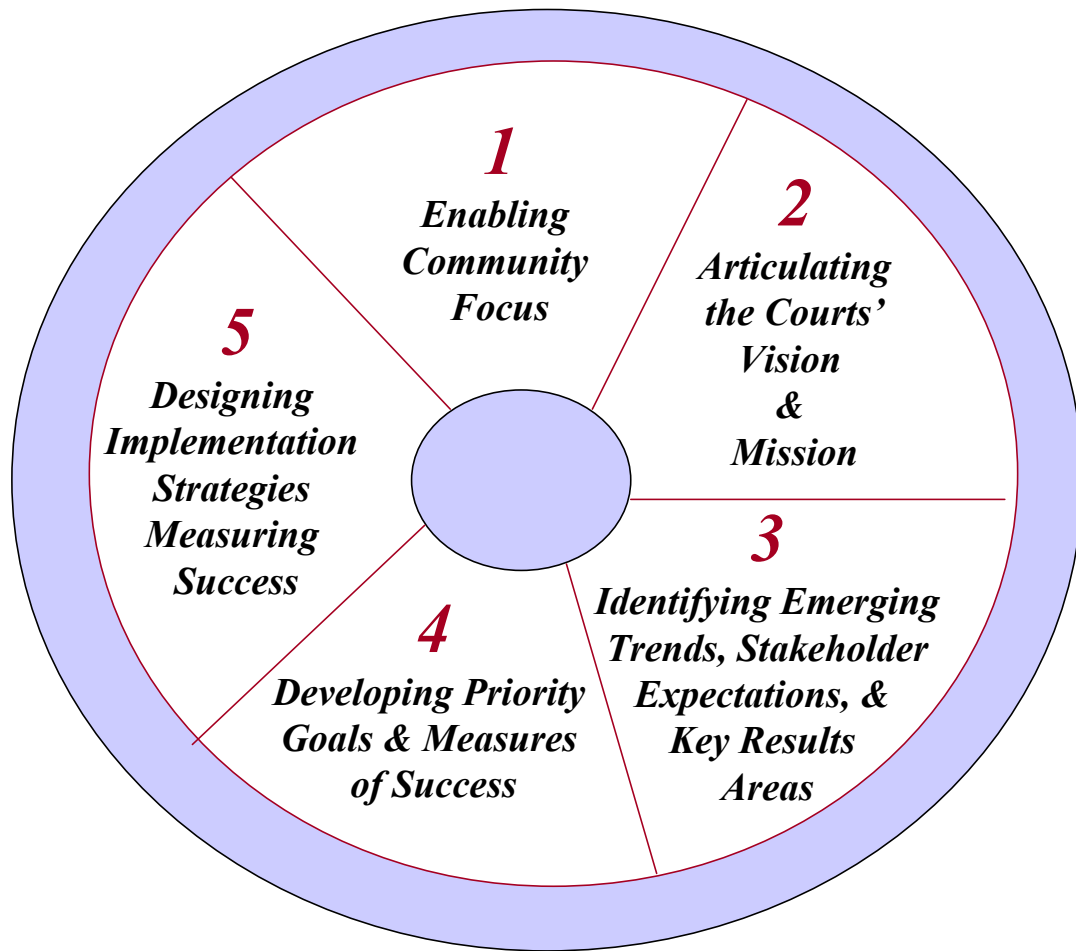 1
Enabling
Community
Focus
2
Articulating
the Courts’
Vision
&
Mission
3
Identifying Emerging
Trends, Stakeholder
Expectations, &
Key Results
Areas
4
Developing Priority
Goals & Measures
of Success
5
Designing
Implementation
Strategies
Measuring
Success